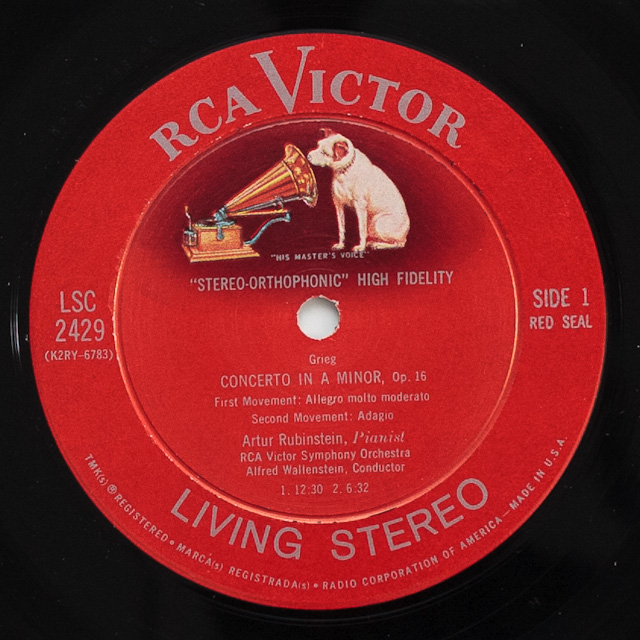 RCA VICTOR
"HIS MASTER'S VOICE"
"STEREO-ORTHOPHONIC" HIGH FIDELITY
LSC
2429
(K2RY-6783)
SIDE 1
RED SEAL
Grieg
CONCERTO IN A MINOR, Op. 16
First Movement: Allegro molto moderato
Second Movement: Adagio
Artur Rubinstein, Pianist
RCA Victor Symphony Orchestra
Alfred Wallenstein, Conductor
1. 12:30 2. 6:32
LIVING STEREO
TMK(s) ® REGISTERED • MARCA(s) REGISTRADA(s) • RADIO CORPORATION OF AMERICA—MADE IN U.S.A.